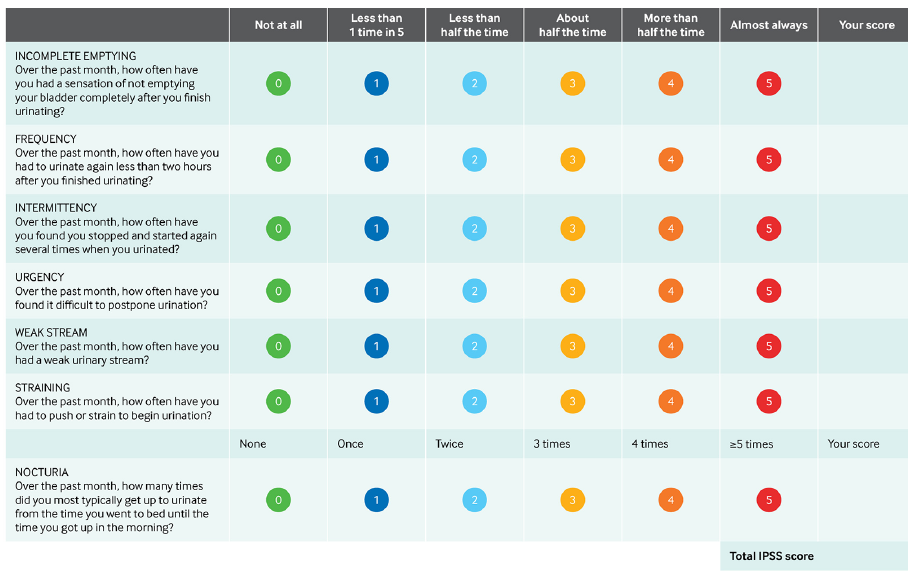 Not at all
Less than
1 time in 5
Less than
half the time
About
half the time
More than
half the time
Almost always
Your score
INCOMPLETE EMPTYING
Over the past month, how often have
you had a sensation of not emptying
your bladder completely after you finish
urinating?
0 1 2 3 4 5
FREQUENCY
Over the past month, how often have you
had to urinate again less than two hours
after you finished urinating?
0 1 2 3 4 5
INTERMITTENCY
Over the past month, how often have
you found you stopped and started again
several times when you urinated?
0 1 2 3 4 5
URGENCY
Over the past month, how often have you
found it difficult to postpone urination?
0 1 2 3 4 5
WEAK STREAM
Over the past month, how often have you
had a weak urinary stream?
0 1 2 3 4 5
STRAINING
Over the past month, how often have you
had to push or strain to begin urination?
0 1 2 3 4 5
None Once Twice 3 times 4 times ≥5 times Your score
NOCTURIA
Over the past month, how many times
did you most typically get up to urinate
from the time you went to bed until the
time you got up in the morning?
0 1 2 3 4 5
Total IPSS score